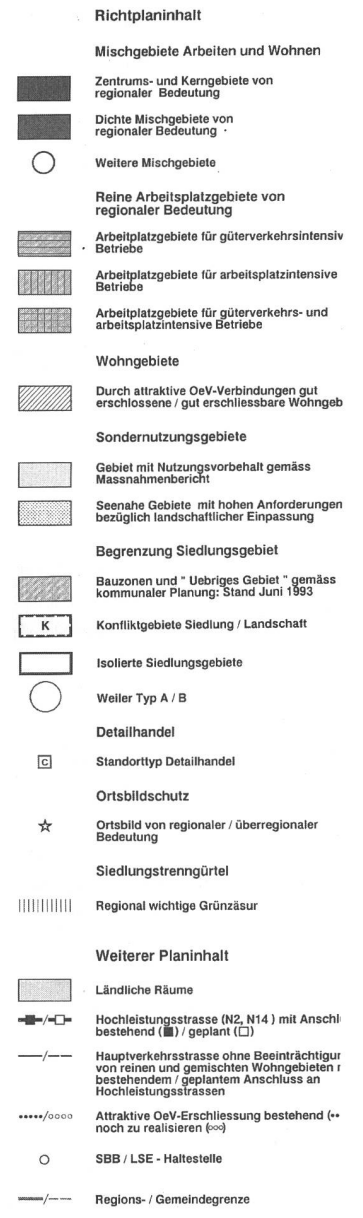 Richtplaninhalt
Mischgebiete Arbeiten und Wohnen
Zentrums- und Kerngebiete von
regionaler Bedeutung
Dichte Mischgebiete von
regionaler Bedeutung
Weitere Mischgebiete
Reine Arbeitsplatzgebiete von
regionaler Bedeutung
Arbeitplatzgebiete für güterverkehrsintensiv
Betriebe
Arbeitplatzgebiete für arbeitsplatzintensive
Betriebe
Arbeitplatzgebiete für güterverkehrs- und
arbeitsplatzintensive Betriebe
Wohngebiete
Durch attraktive OeV-Verbindungen gut
erschlossene / gut erschliessbare Wohngeb
Sondernutzungsgebiete
Gebiet mit Nutzungsvorbehalt gemäss
Massnahmenbericht
Seenahe Gebiete mit hohen Anforderungen
bezüglich landschaftlicher Einpassung
Begrenzung Siedlungsgebiet
Bauzonen und " Uebriges Gebiet " gemäss
kommunaler Planung: Stand Juni 1993
K Konfliktgebiete Siedlung / Landschaft
Isolierte Siedlungsgebiete
Weiler Typ A / B
Detailhandel
C Standorttyp Detailhandel
Ortsbildschutz
Ortsbild von regionaler / überregionaler
Bedeutung
Siedlungstrenngürtel
Regional wichtige Grünzäsur
Weiterer Planinhalt
Ländliche Räume
Hochleistungsstrasse (N2, N14 ) mit Anschl
bestehend (■) / geplant (□)
Hauptverkehrsstrasse ohne Beeinträchtigur
von reinen und gemischten Wohngebieten r
bestehendem / geplantem Anschluss an
Hochleistungsstrassen
Attraktive OeV-Erschliessung bestehend (••
noch zu realisieren (ooo)
SBB / LSE - Haltestelle
Regions- / Gemeindegrenze